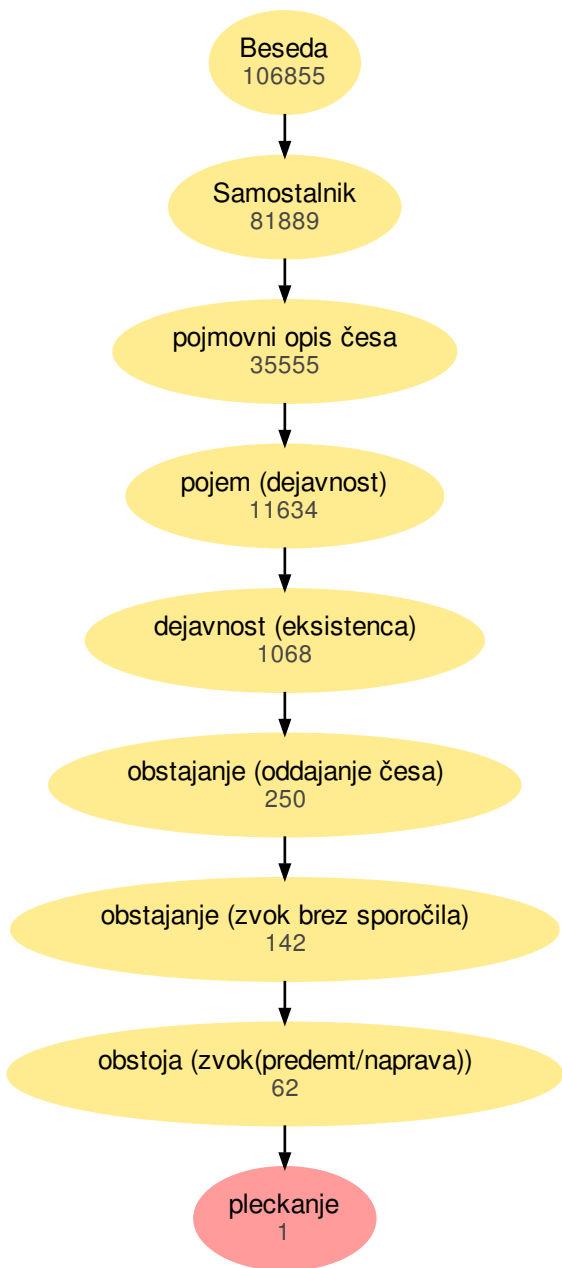 Beseda
106855
Samostalnik
81889
pojmovni opis česa
35555
pojem (dejavnost)
11634
dejavnost (eksistenca)
1068
obstajanje (oddajanje česa)
250
obstajanje (zvok brez sporočila)
142
obstoja (zvok(predemt/naprava))
62
pleckanje
1